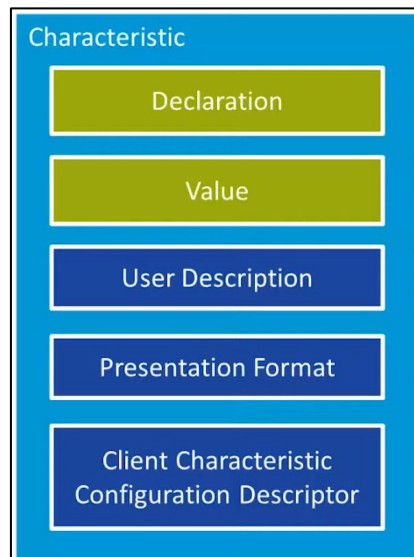 Characteristic
Declaration
Value
User Description
Presentation Format
Client Characteristic
Configuration Descriptor